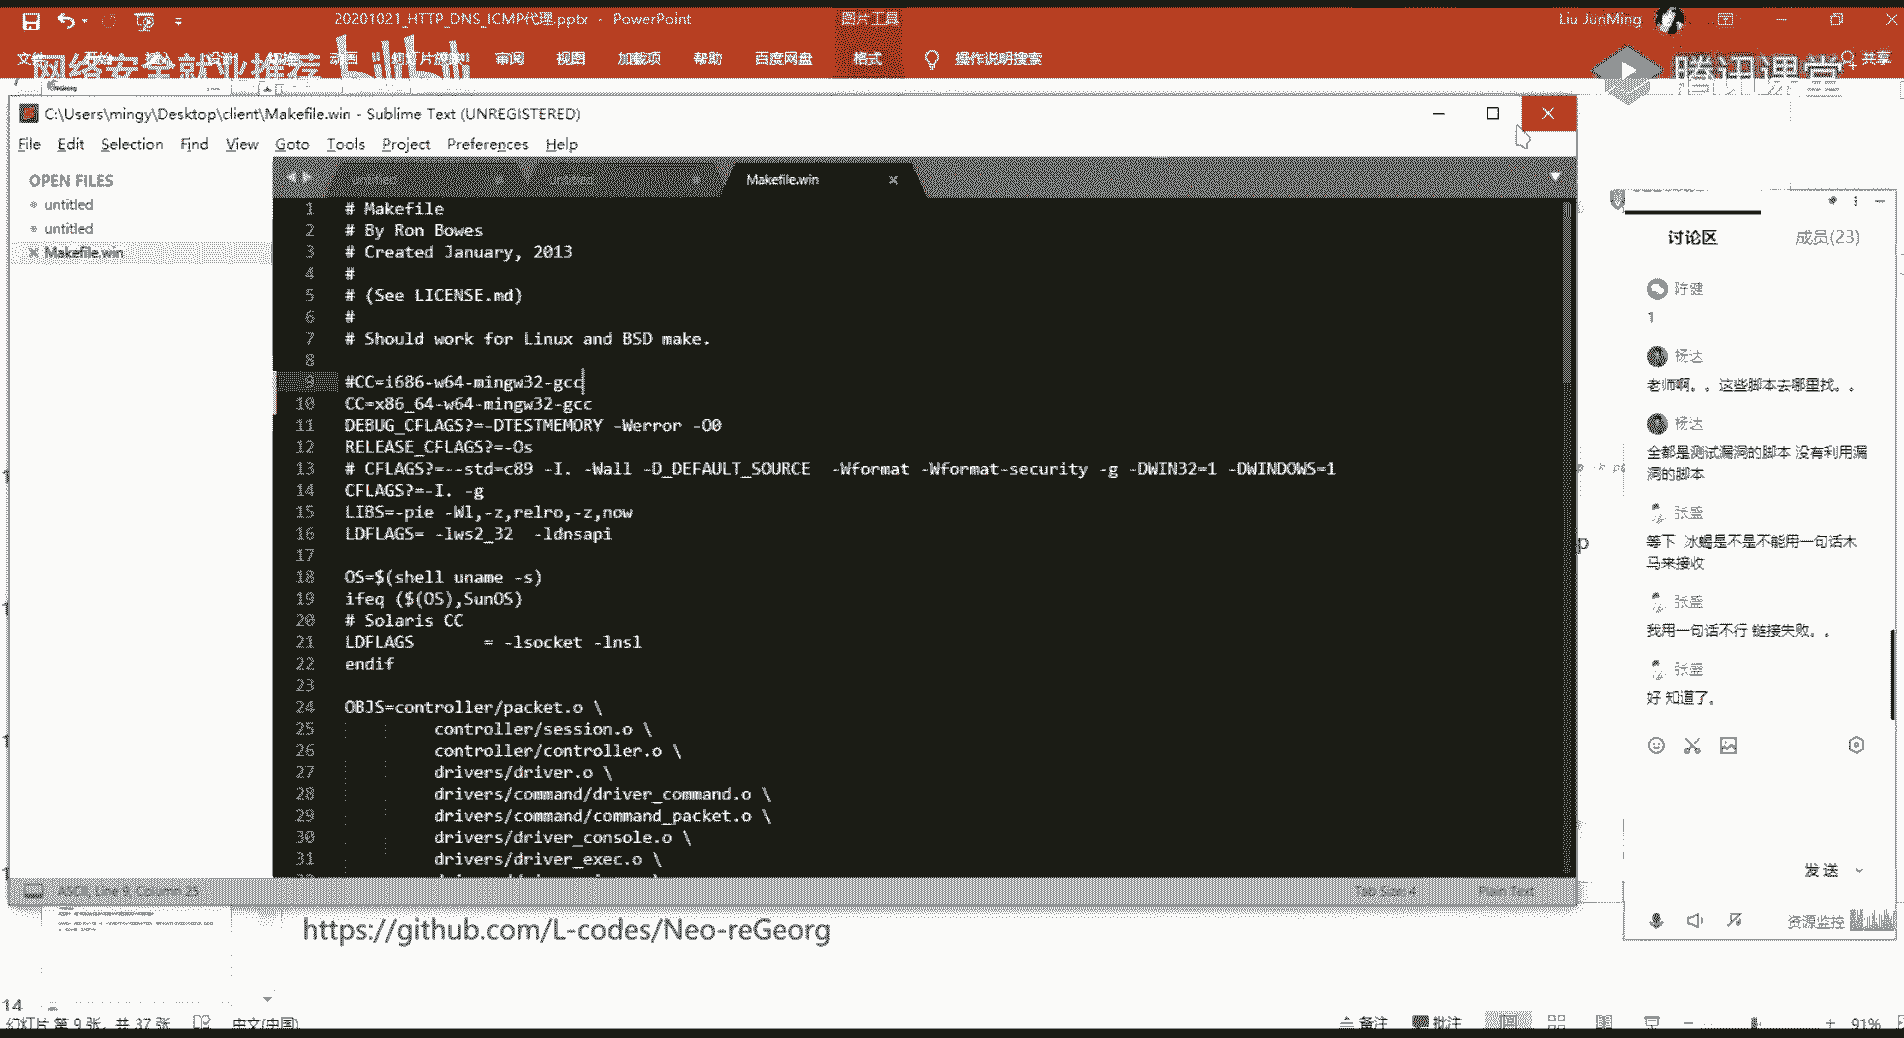 20201021_HTTP_DNS_ICMP代理.pptx - PowerPoint
图片工具
Liu JunMing
审阅
视图
加载项
帮助
百度网盘
格式
操作说明搜索
共享
网络安全就业推荐
bilibili
腾讯课堂
C:\Users\mingy\Desktop\client\Makefile.win - Sublime Text (UNREGISTERED)
File Edit Selection Find View Goto Tools Project Preferences Help
OPEN FILES
untitled
untitled
Makefile.win
untitled
untitled
Makefile.win
1 # Makefile
2 # By Ron Bowes
3 # Created January, 2013
4 #
5 # (See LICENSE.md)
6 #
7 # Should work for Linux and BSD make.
8
9 #CC=i686-w64-mingw32-gcc
10 CC=x86_64-w64-mingw32-gcc
11 DEBUG_CFLAGS?=-DTESTMEMORY -Werror -O0
12 RELEASE_CFLAGS?=-Os
13 # CFLAGS?=--std=c89 -I. -Wall -D_DEFAULT_SOURCE  -Wformat -Wformat-security -g -DWIN32=1 -DWINDOWS=1
14 CFLAGS?=-I. -g
15 LIBS=-pie -Wl,-z,relro,-z,now
16 LDFLAGS= -lws2_32  -ldnsapi
17
18 OS=$(shell uname -s)
19 ifeq ($(OS),SunOS)
20 # Solaris CC
21 LDFLAGS       = -lsocket -lnsl
22 endif
23
24 OBJS=controller/packet.o \
25 controller/session.o \
26 controller/controller.o \
27 drivers/driver.o \
28 drivers/command/driver_command.o \
29 drivers/command/command_packet.o \
30 drivers/driver_console.o \
31 drivers/driver_exec.o \
ASCII, Line 9, Column 25
Tab Size: 4
Plain Text
讨论区
成员(23)
陈健
1
杨达
老师啊。。这些脚本去哪里找。。
杨达
全都是测试漏洞的脚本 没有利用漏
洞的脚本
张盛
等下 冰蝎是不是不能用一句话木
马来接收
张盛
我用一句话不行 链接失败。。
张盛
好 知道了。
发送
资源监控
https://github.com/L-codes/Neo-reGeorg
14
幻灯片 第 9 张，共 37 张
中文(中国)
备注
批注
91%